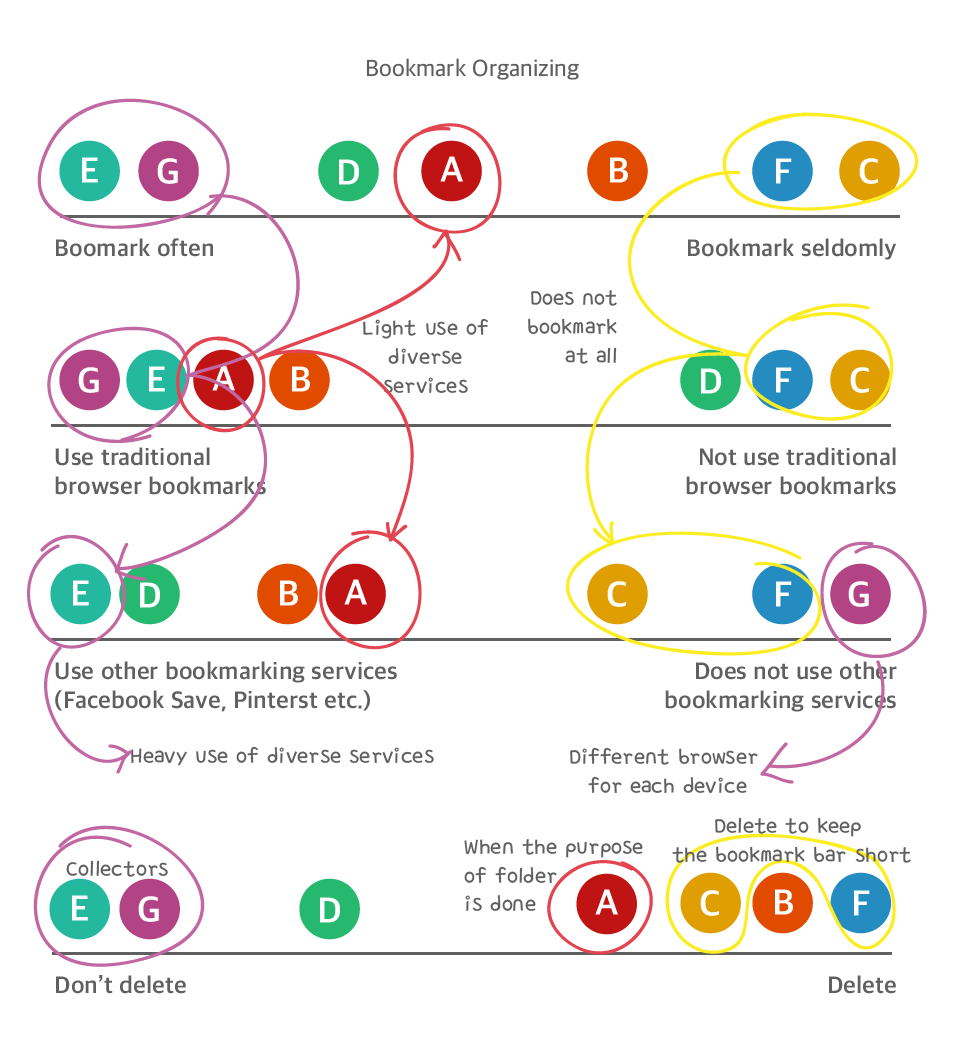 Bookmark Organizing
E G D A B F C
Boomark often
Bookmark seldomly
Light use of
diverse
services
Does not
bookmark
at all
G E A B D F C
Use traditional
browser bookmarks
Not use traditional
browser bookmarks
E D B A C F G
Use other bookmarking services
(Facebook Save, Pinterst etc.)
Does not use other
bookmarking services
Heavy use of diverse services
Different browser
for each device
Collectors
When the purpose
of folder
is done
Delete to keep
the bookmark bar short
E G D A C B F
Don't delete
Delete